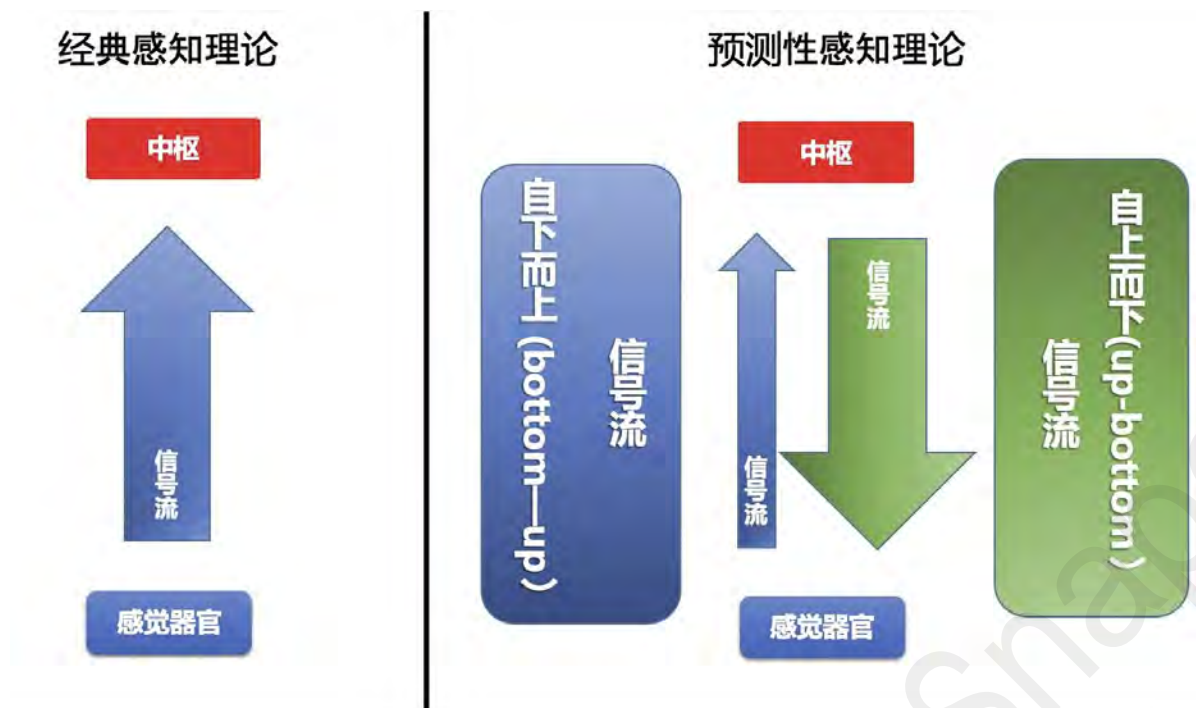 经典感知理论
中枢
信号流
感觉器官
预测性感知理论
自下而上 (bottom—up)
信号流
中枢
信号流
信号流
感觉器官
自上而下(up-bottom)
信号流